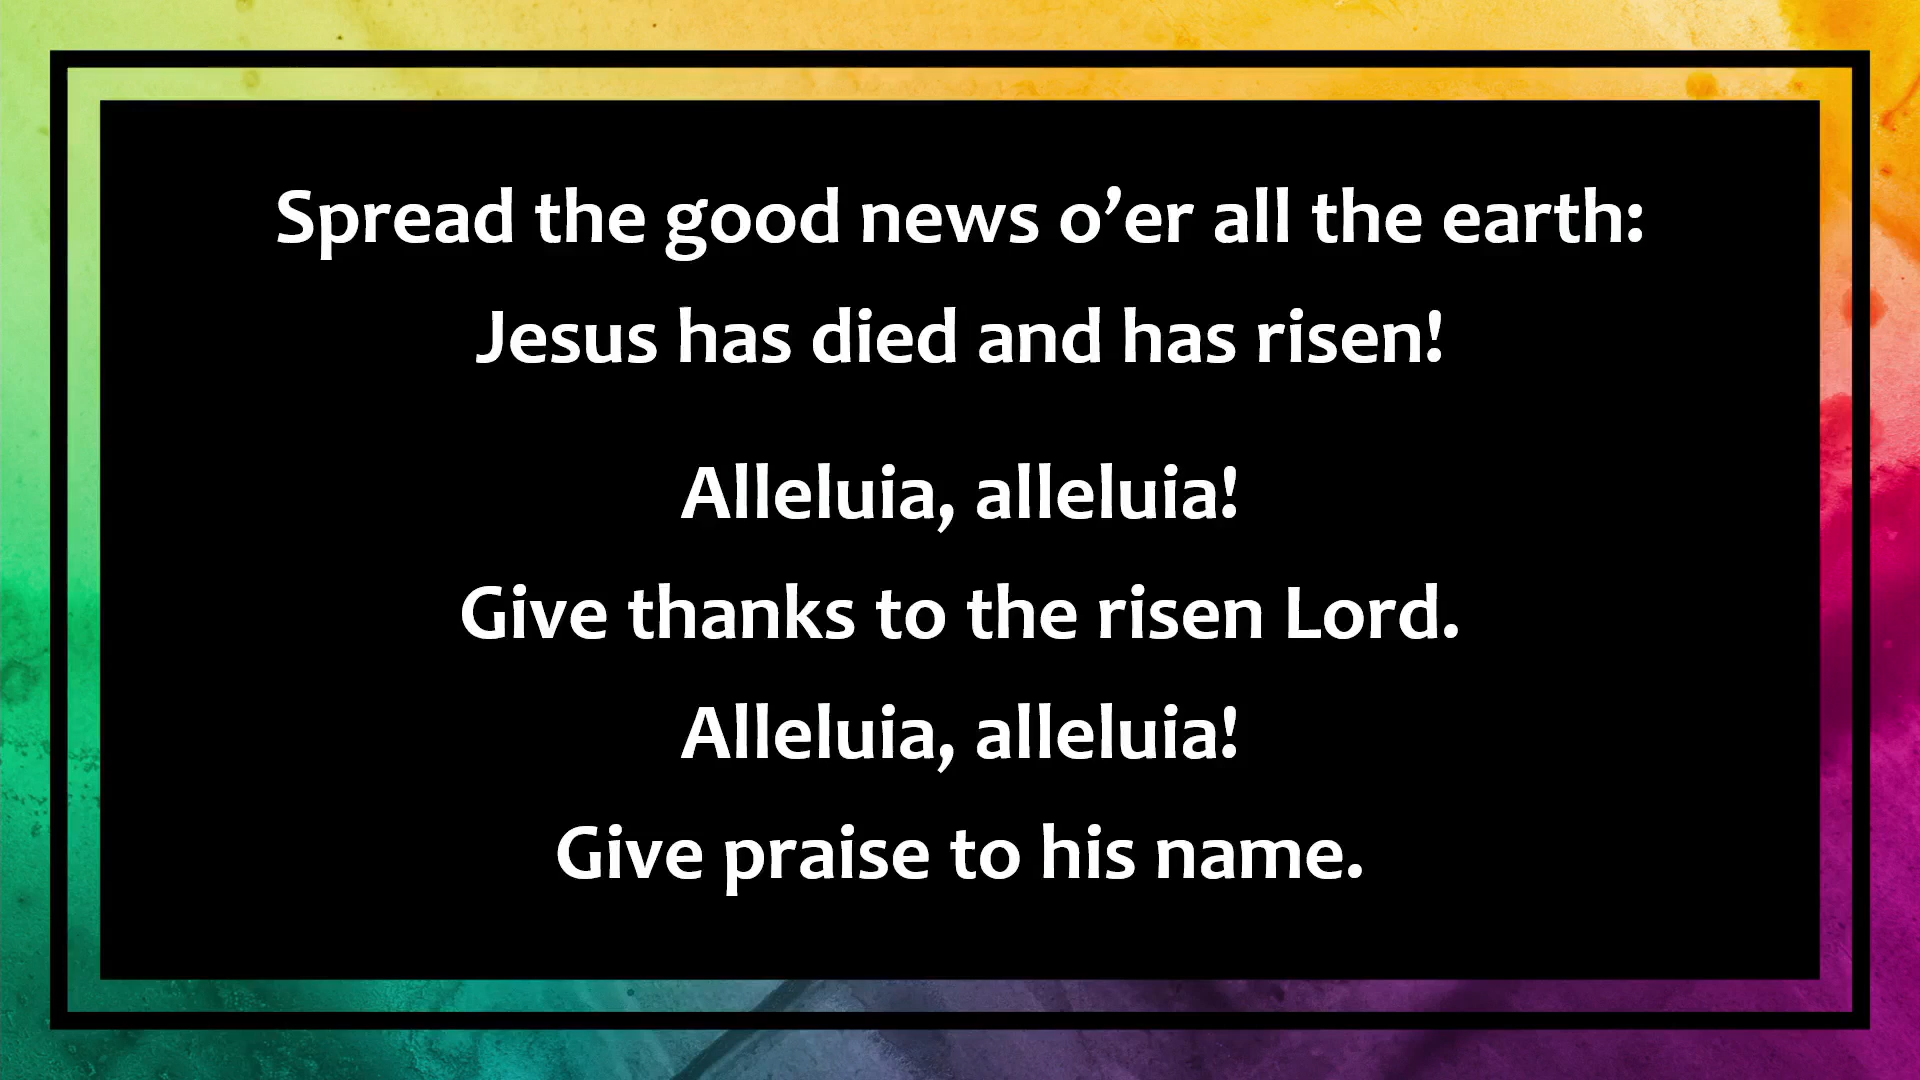 Spread the good news o’er all the earth:
Jesus has died and has risen!
Alleluia, alleluia!
Give thanks to the risen Lord.
Alleluia, alleluia!
Give praise to his name.